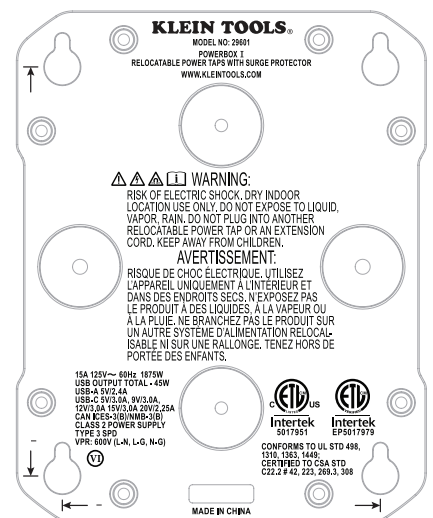 KLEIN TOOLS®
MODEL NO: 29601
POWERBOX I
RELOCATABLE POWER TAPS WITH SURGE PROTECTOR
WWW.KLEINTOOLS.COM
WARNING:
RISK OF ELECTRIC SHOCK. DRY INDOOR
LOCATION USE ONLY, DO NOT EXPOSE TO LIQUID,
VAPOR, RAIN. DO NOT PLUG INTO ANOTHER
RELOCATABLE POWER TAP OR AN EXTENSION
CORD. KEEP AWAY FROM CHILDREN.
AVERTISSEMENT:
RISQUE DE CHOC ÉLECTRIQUE. UTILISEZ
L'APPAREIL UNIQUEMENT À L'INTÉRIEUR ET
DANS DES ENDROITS SECS. N'EXPOSEZ PAS
LE PRODUIT À DES LIQUIDES, À LA VAPEUR OU
À LA PLUIE. NE BRANCHEZ PAS LE PRODUIT SUR
UN AUTRE SYSTÈME D'ALIMENTATION RELOCAL-
ISABLE NI SUR UNE RALLONGE. TENEZ HORS DE
PORTÉE DES ENFANTS.
15A 125V~ 60Hz 1875W
USB OUTPUT TOTAL - 45W
USB-A 5V/2,4A
USB-C 5V/3.0A, 9V/3.0A,
12V/3,0A 15V/3,0A 20V/2,25A
CAN ICES-3(B)/NMB-3(B)
CLASS 2 POWER SUPPLY
TYPE 3 SPD
VPR: 600V (L-N, L-G, N-G)
VI
C ETL US
Intertek
5017951
ETL
Intertek
EP5017979
CONFORMS TO UL STD 498,
1310, 1363, 1449;
CERTIFIED TO CSA STD
C22.2 # 42, 223, 269.3, 308
MADE IN CHINA